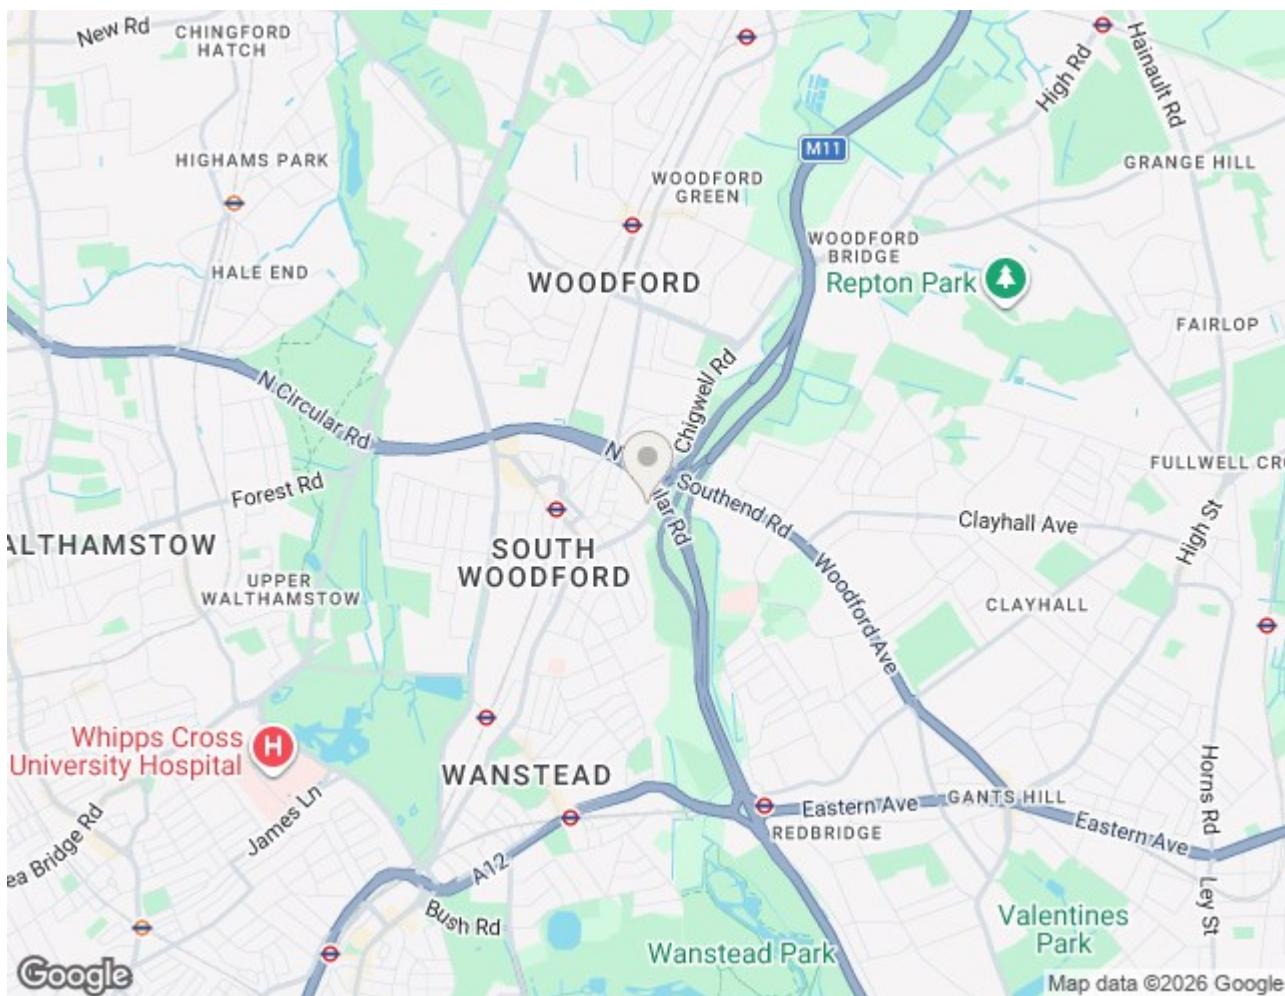 New Rd
CHINGFORD
HATCH
High Rd
Hainault Rd
M11
HIGHAMS PARK
WOODFORD
GREEN
GRANGE HILL
HALE END
WOODFORD
WOODFORD
BRIDGE
Repton Park
FAIRLOP
N Circular Rd
Chigwell Rd
Forest Rd
Southend Rd
FULLWELL CRO
ALTHAMSTOW
SOUTH
WOODFORD
lar Rd
Clayhall Ave
High St
UPPER
WALTHAMSTOW
Woodford Ave
CLAYHALL
Whipps Cross
University Hospital
H
WANSTEAD
James Ln
ea Bridge Rd
Eastern Ave
GANTS HILL
REDBRIDGE
Eastern Ave
Horns Rd
A12
Bush Rd
Ley St
Valentines
Park
Wanstead Park
Google
Map data ©2026 Google